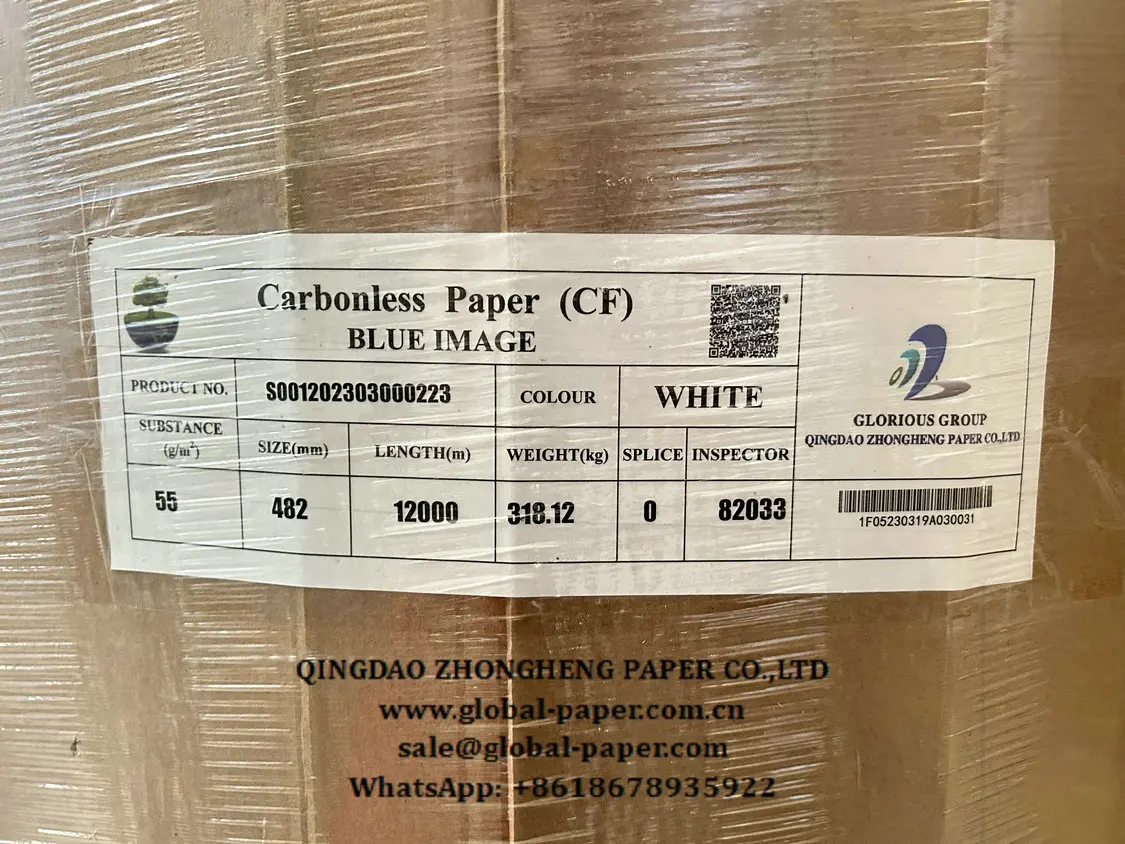 Carbonless Paper (CF)
BLUE IMAGE
PRODUCT NO. S001202303000223 COLOUR WHITE
GLORIOUS GROUP
QINGDAO ZHONGHENG PAPER CO.,LTD
SUBSTANCE (g/m²) SIZE(mm) LENGTH(m) WEIGHT(kg) SPLICE INSPECTOR
55 482 12000 318.12 0 82033
1F05230319A030031
QINGDAO ZHONGHENG PAPER CO.,LTD
www.global-paper.com.cn
sale@global-paper.com
WhatsApp: +8618678935922